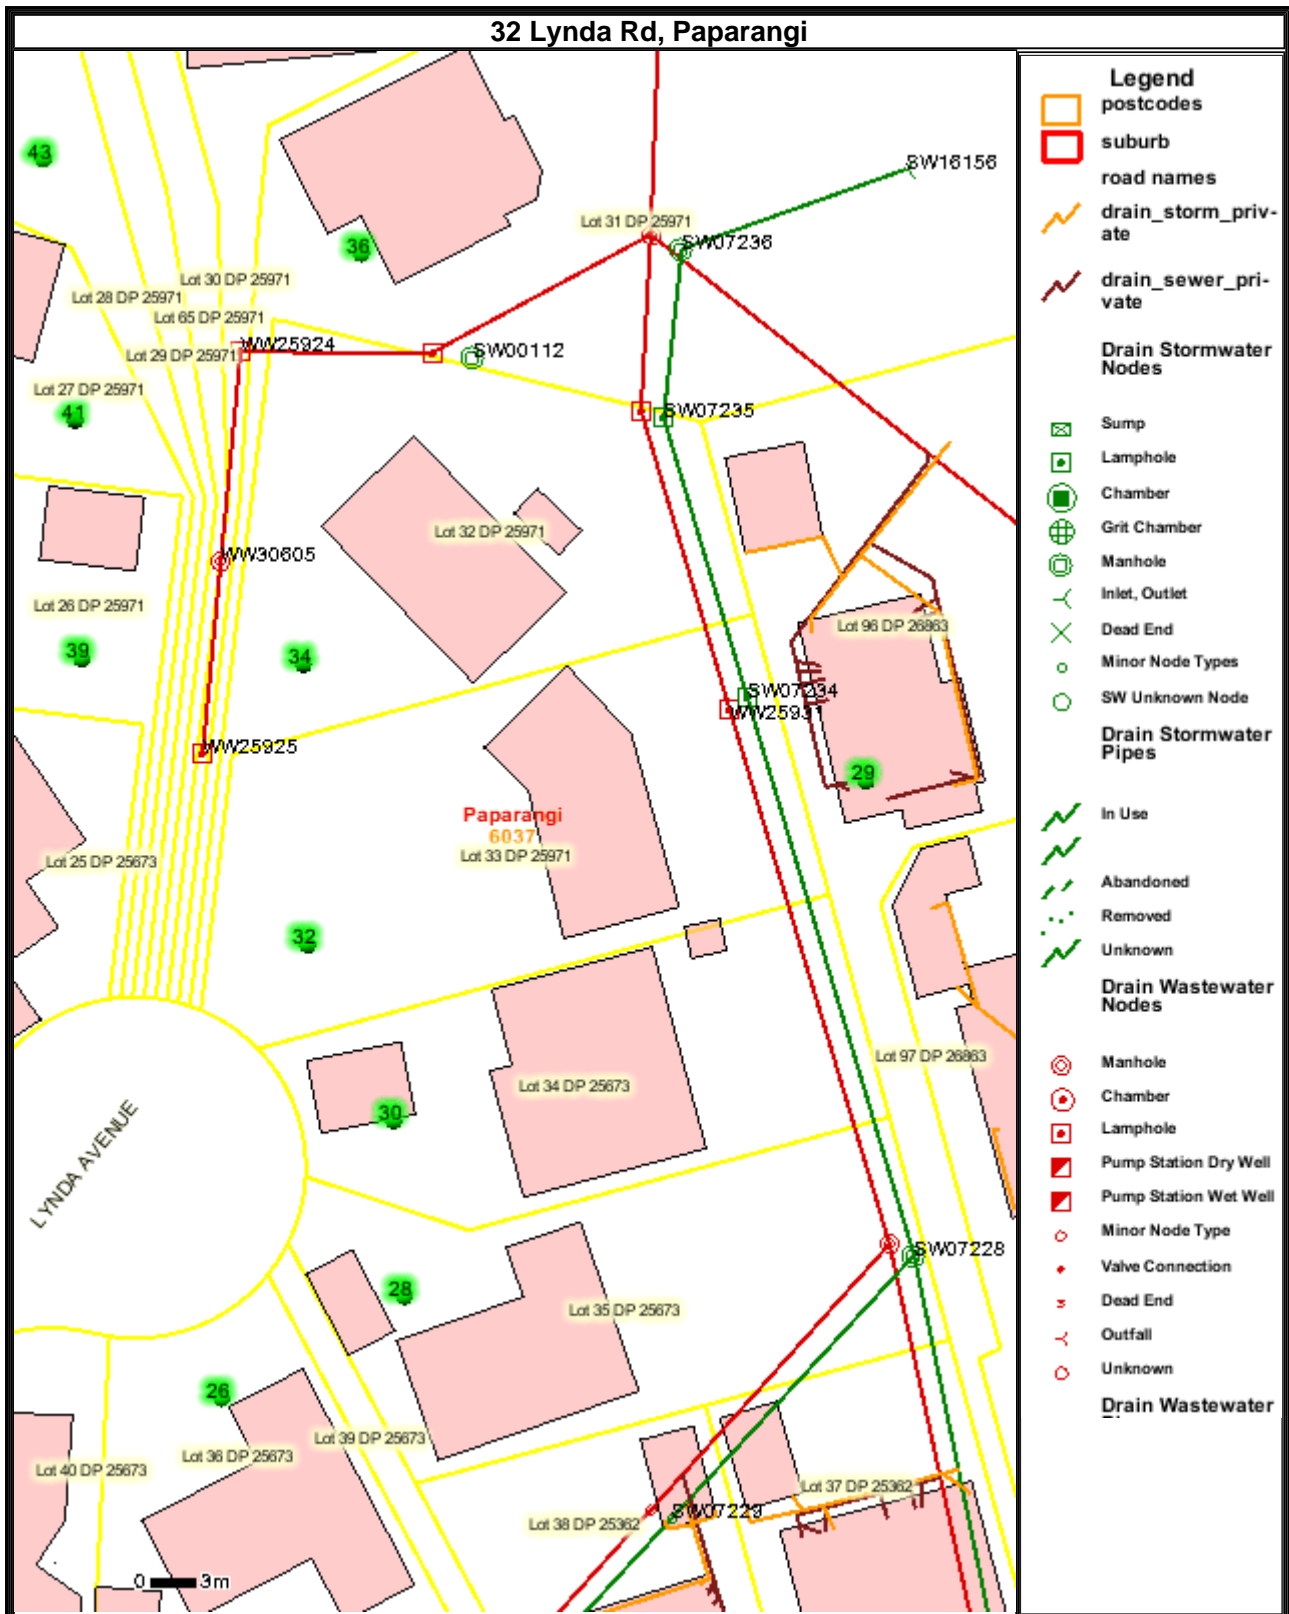 32 Lynda Rd, Paparangi
43
36
Lot 31 DP 25971
SW16156
SW07236
Lot 30 DP 25971
Lot 28 DP 25971
Lot 65 DP 25971
WW25924
Lot 29 DP 25971
SW00112
Lot 27 DP 25971
41
SW07235
Lot 32 DP 25971
WW30605
Lot 26 DP 25971
Lot 96 DP 26863
39
34
SW07234
WW25931
WW25925
29
Paparangi
6037
Lot 33 DP 25971
Lot 25 DP 25673
32
Lot 97 DP 26863
Lot 34 DP 25673
30
LYNDA AVENUE
SW07228
28
Lot 35 DP 25673
26
Lot 39 DP 25673
Lot 36 DP 25673
Lot 40 DP 25673
Lot 37 DP 25362
SW07229
Lot 38 DP 25362
0 3m
Legend
postcodes
suburb
road names
drain_storm_priv-
ate
drain_sewer_pri-
vate
Drain Stormwater
Nodes
Sump
Lamphole
Chamber
Grit Chamber
Manhole
Inlet, Outlet
Dead End
Minor Node Types
SW Unknown Node
Drain Stormwater
Pipes
In Use
Abandoned
Removed
Unknown
Drain Wastewater
Nodes
Manhole
Chamber
Lamphole
Pump Station Dry Well
Pump Station Wet Well
Minor Node Type
Valve Connection
Dead End
Outfall
Unknown
Drain Wastewater